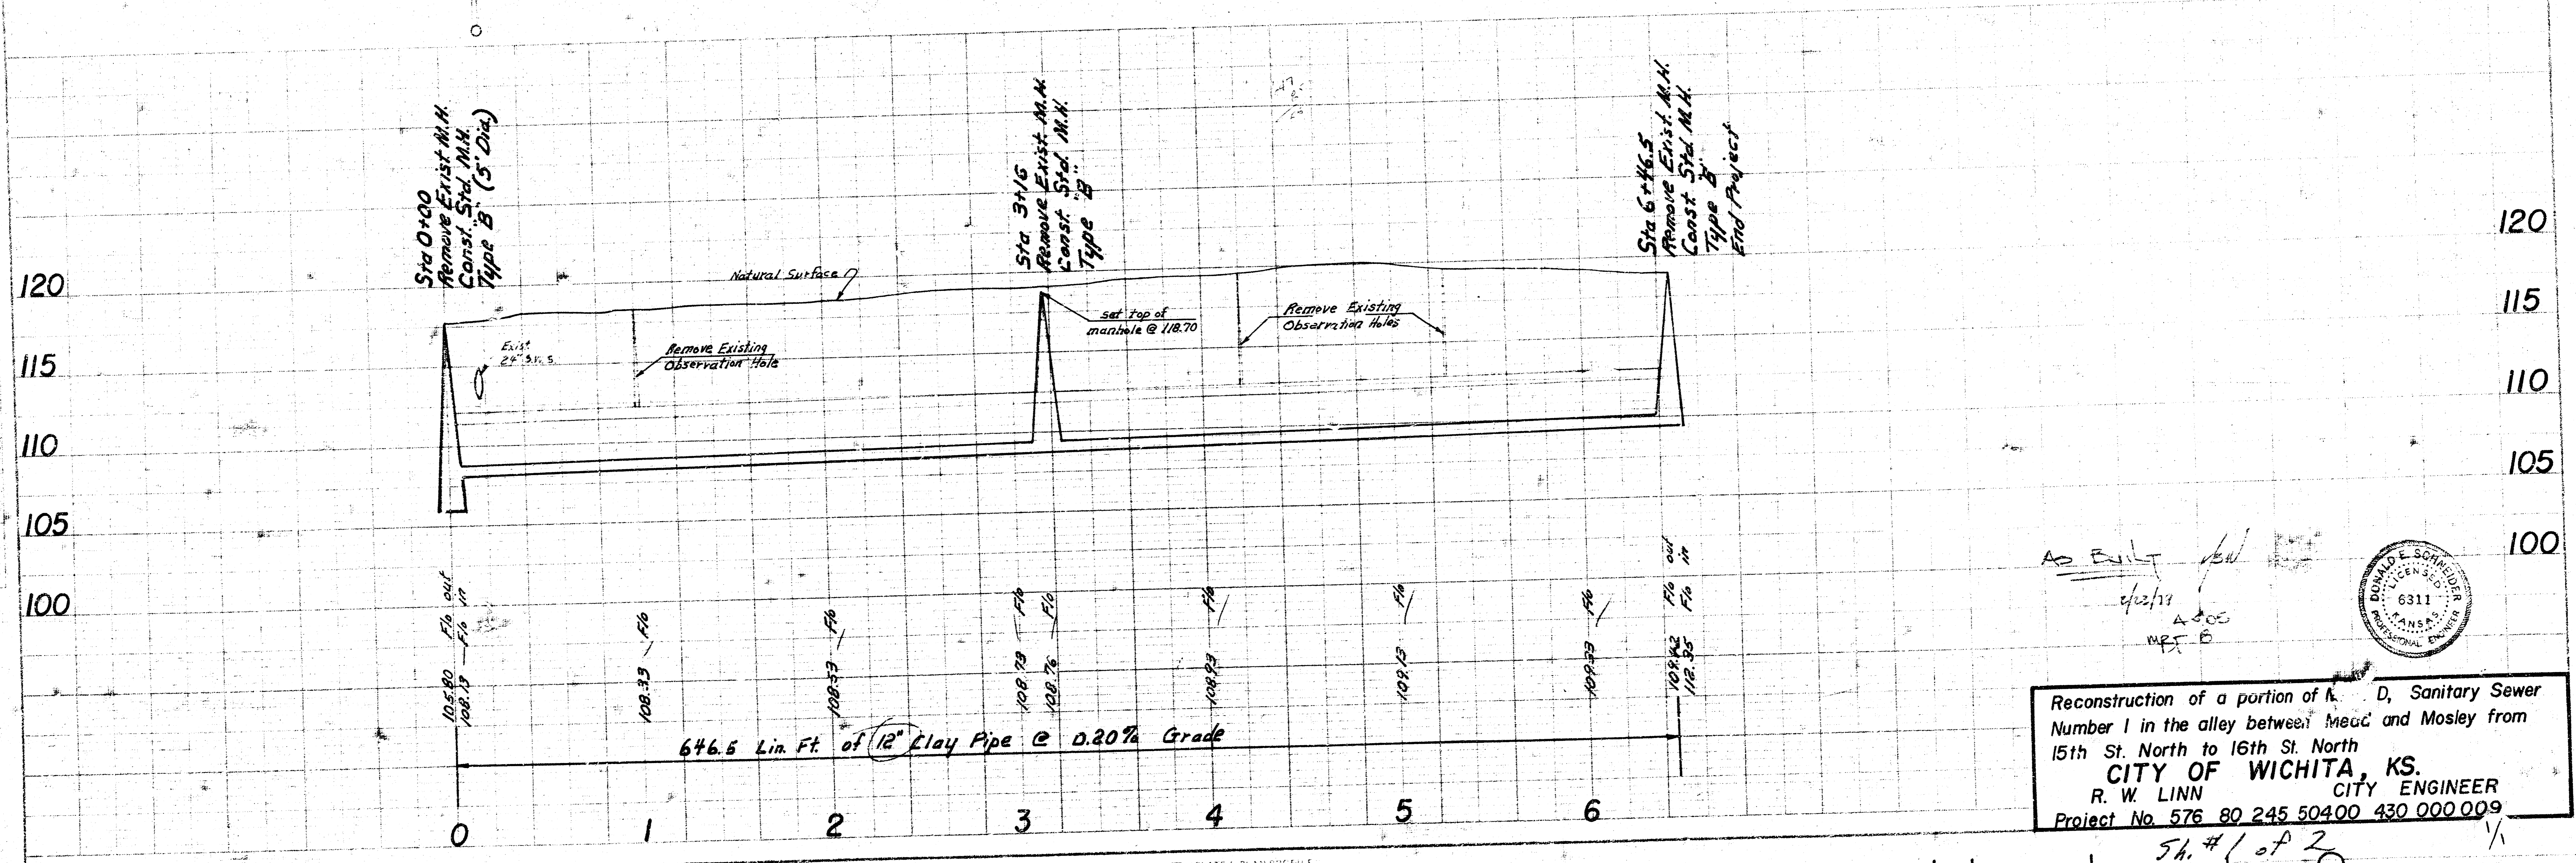 Sta 0+00
Remove Exist M.H.
Const. Std. M.H.
Type "B" (5' Dia.)
Sta 3+16
Remove Exist. M.H.
Const. Std. M.H.
Type "B"
Sta 6+46.5
Remove Exist. M.H.
Const Std. M.H.
Type B
End Project
120
115
110
105
100
120
115
110
105
100
Natural Surface
Exist
24"
Remove Existing
Observation Hole
set top of
manhole @ 118.70
Remove Existing
Observation Holes
105.80 Flo out
108.13 Flo in
108.33 Flo
108.53 Flo
108.73 Flo
108.76 Flo
108.93 Flo
109.13 Flo
109.33 Flo
109.42 Flo out
112.95 Flo in
646.5 Lin. Ft. of 12" Clay Pipe @ 0.20% Grade
0 1 2 3 4 5 6
As Built
2/22/79
DONALD E. SCHNEIDER
LICENSED
6311
KANSAS
PROFESSIONAL ENGINEER
Reconstruction of a portion of D, Sanitary Sewer
Number 1 in the alley between Mead and Mosley from
15th St. North to 16th St. North
CITY OF WICHITA, KS.
R. W. LINN CITY ENGINEER
Project No. 576 80 245 50400 430 000 009
Sh. # 1 of 2
1/1